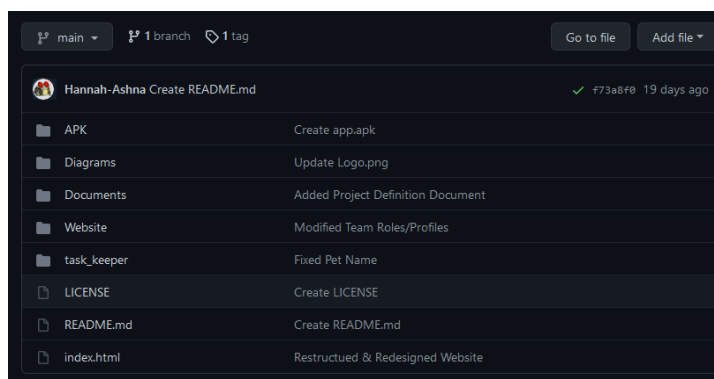 main 1 branch 1 tag Go to file Add file
Hannah-Ashna Create README.md f73a8f0 19 days ago
APK Create app.apk
Diagrams Update Logo.png
Documents Added Project Definition Document
Website Modified Team Roles/Profiles
task_keeper Fixed Pet Name
LICENSE Create LICENSE
README.md Create README.md
index.html Restructued & Redesigned Website